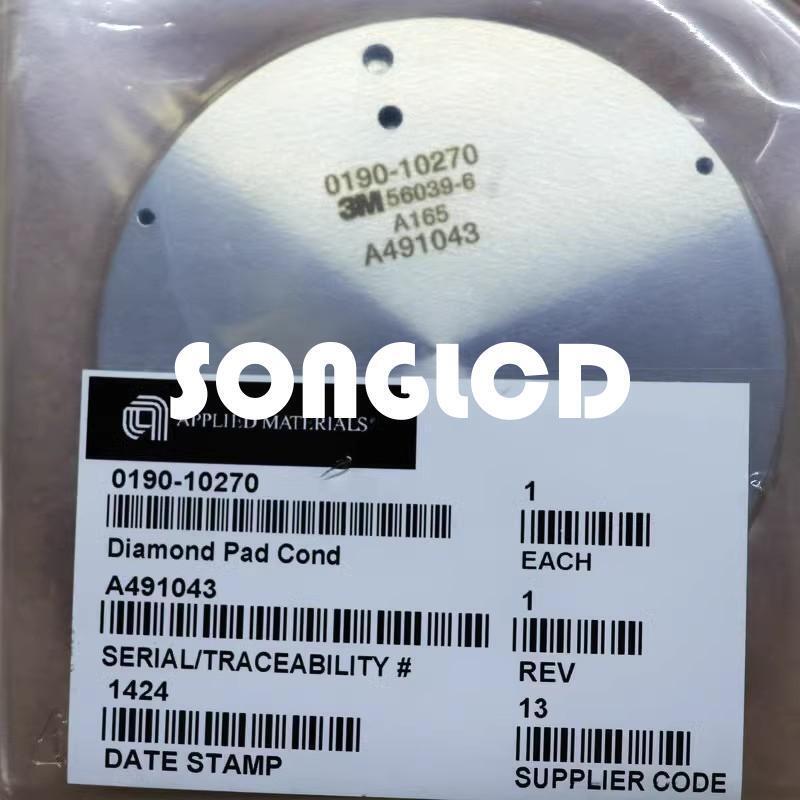 0190-10270
3M 56039-6
A165
A491043
SONGLCD
APPLIED MATERIALS®
0190-10270
1
Diamond Pad Cond
EACH
A491043
1
SERIAL/TRACEABILITY #
REV
1424
13
DATE STAMP
SUPPLIER CODE